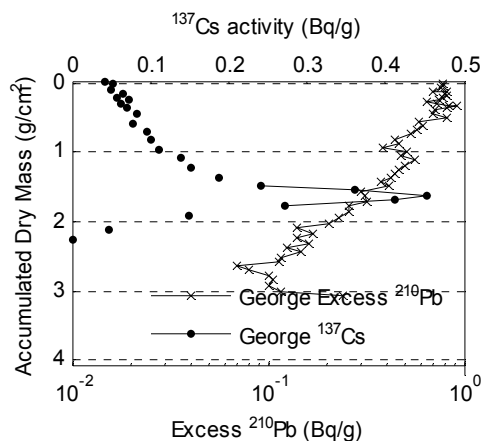 ¹³⁷Cs activity (Bq/g)
0 0.1 0.2 0.3 0.4 0.5
Accumulated Dry Mass (g/cm²)
0
1
2
3
4
George Excess ²¹⁰Pb
George ¹³⁷Cs
10⁻² 10⁻¹ 10⁰
Excess ²¹⁰Pb (Bq/g)